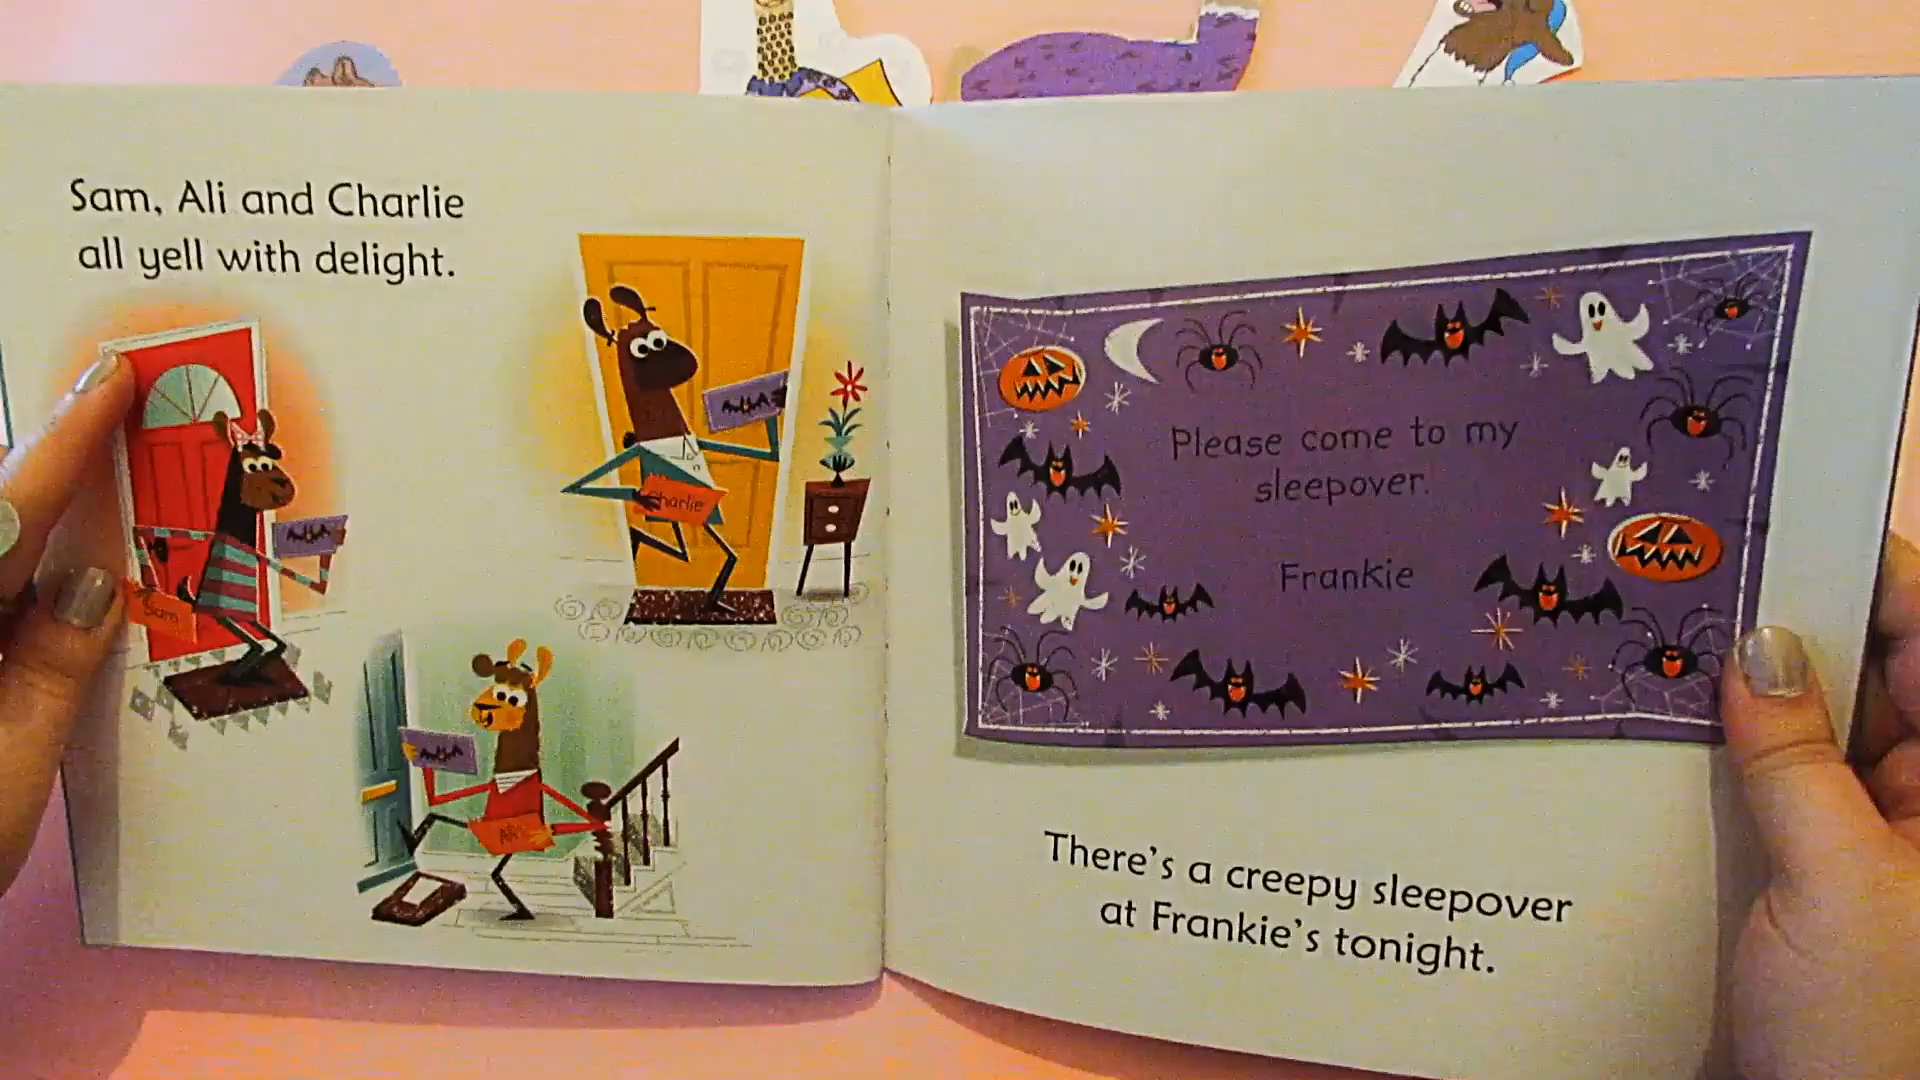 Sam, Ali and Charlie
all yell with delight.
Charlie
Sam
Ali
Please come to my
sleepover.
Frankie
There's a creepy sleepover
at Frankie's tonight.